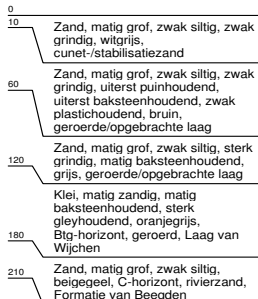 0
10
Zand, matig grof, zwak siltig, zwak
grindig, witgrijs,
cunet-/stabilisatiezand
60
Zand, matig grof, zwak siltig, zwak
grindig, uiterst puinhoudend,
uiterst baksteenhoudend, zwak
plastichoudend, bruin,
geroerde/opgebrachte laag
120
Zand, matig grof, zwak siltig, sterk
grindig, matig baksteenhoudend,
grijs, geroerde/opgebrachte laag
Klei, matig zandig, matig
baksteenhoudend, sterk
gleyhoudend, oranjegrijs,
Btg-horizont, geroerd, Laag van
Wijchen
180
210
Zand, matig grof, zwak siltig,
beigegeel, C-horizont, rivierzand,
Formatie van Beegden